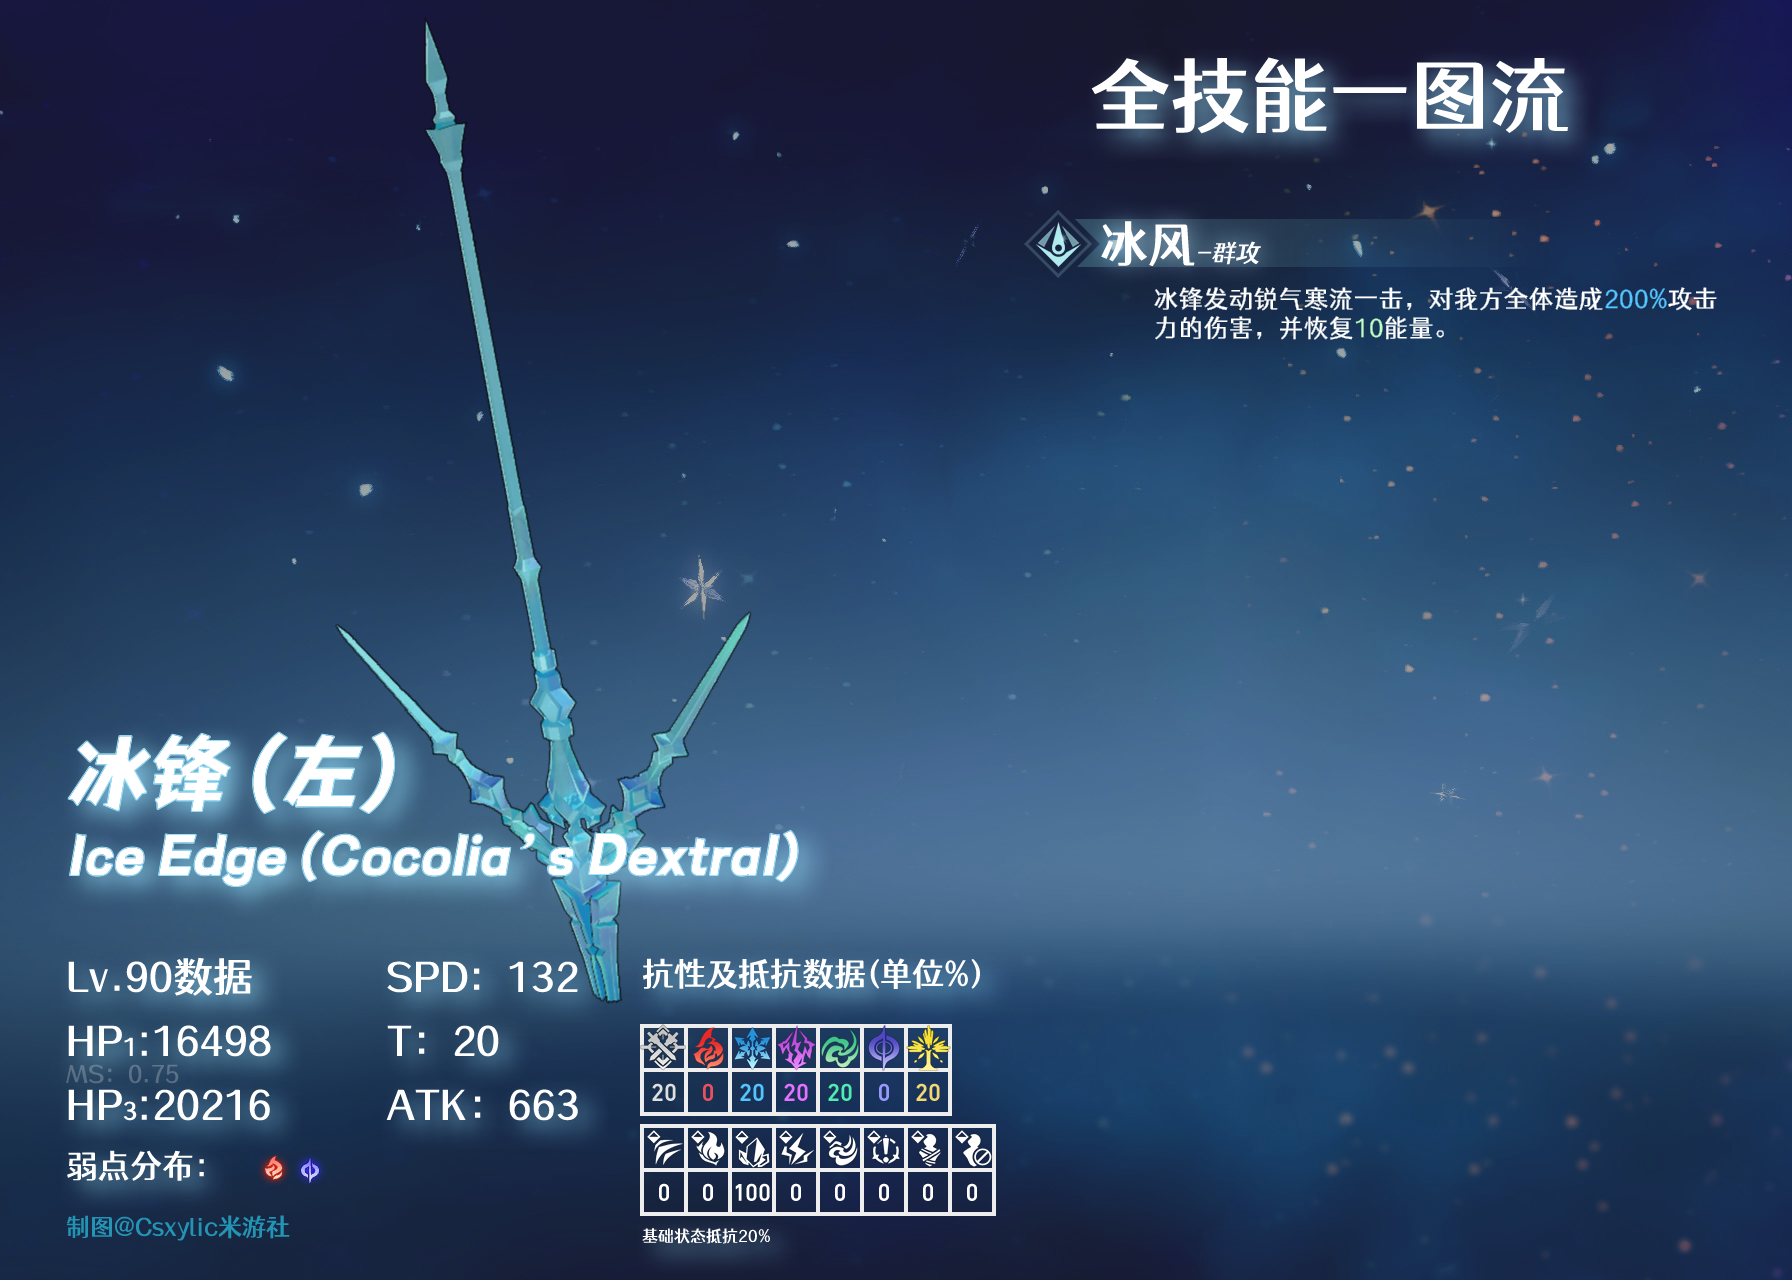 全技能一图流
冰风-群攻
冰锋发动锐气寒流一击，对我方全体造成200%攻击
力的伤害，并恢复10能量。
冰锋（左）
Ice Edge (Cocolia’s Dextral)
Lv.90数据
SPD：132
HP1:16498
T：20
MS：0.75
HP3:20216
ATK：663
弱点分布：
制图@Csxylic米游社
抗性及抵抗数据(单位%)
20 0 20 20 20 0 20
0 0 100 0 0 0 0 0
基础状态抵抗20%